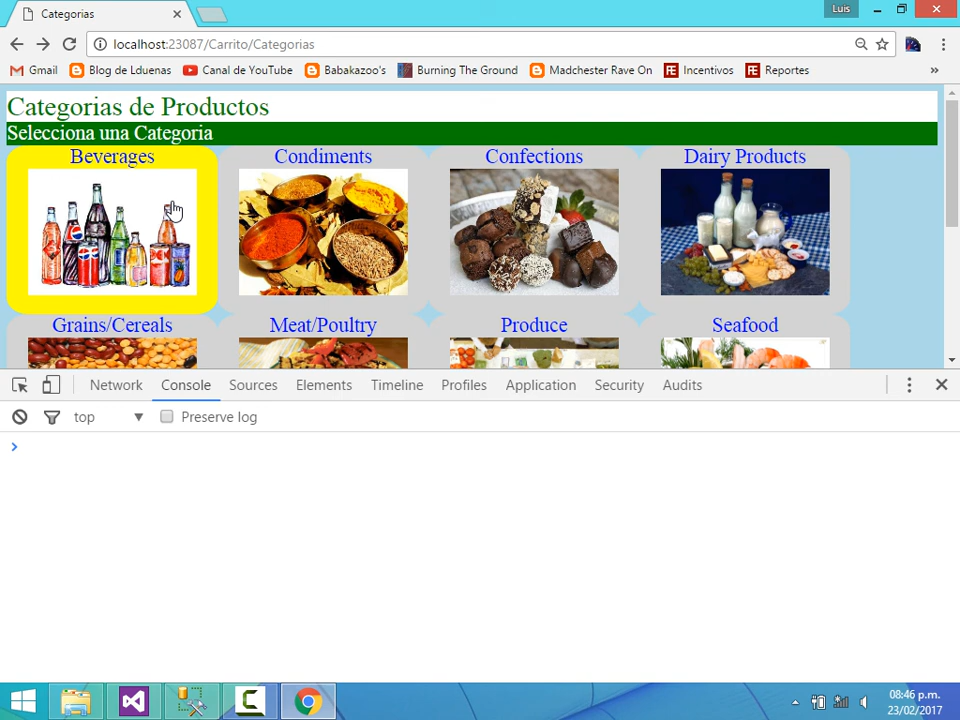 Categorias
Luis
localhost:23087/Carrito/Categorias
Gmail Blog de Lduenas Canal de YouTube Babakazoo's Burning The Ground Madchester Rave On Incentivos Reportes »
Categorias de Productos
Selecciona una Categoria
Beverages Condiments Confections Dairy Products
Grains/Cereals Meat/Poultry Produce Seafood
Network Console Sources Elements Timeline Profiles Application Security Audits
top Preserve log
08:46 p.m.
23/02/2017